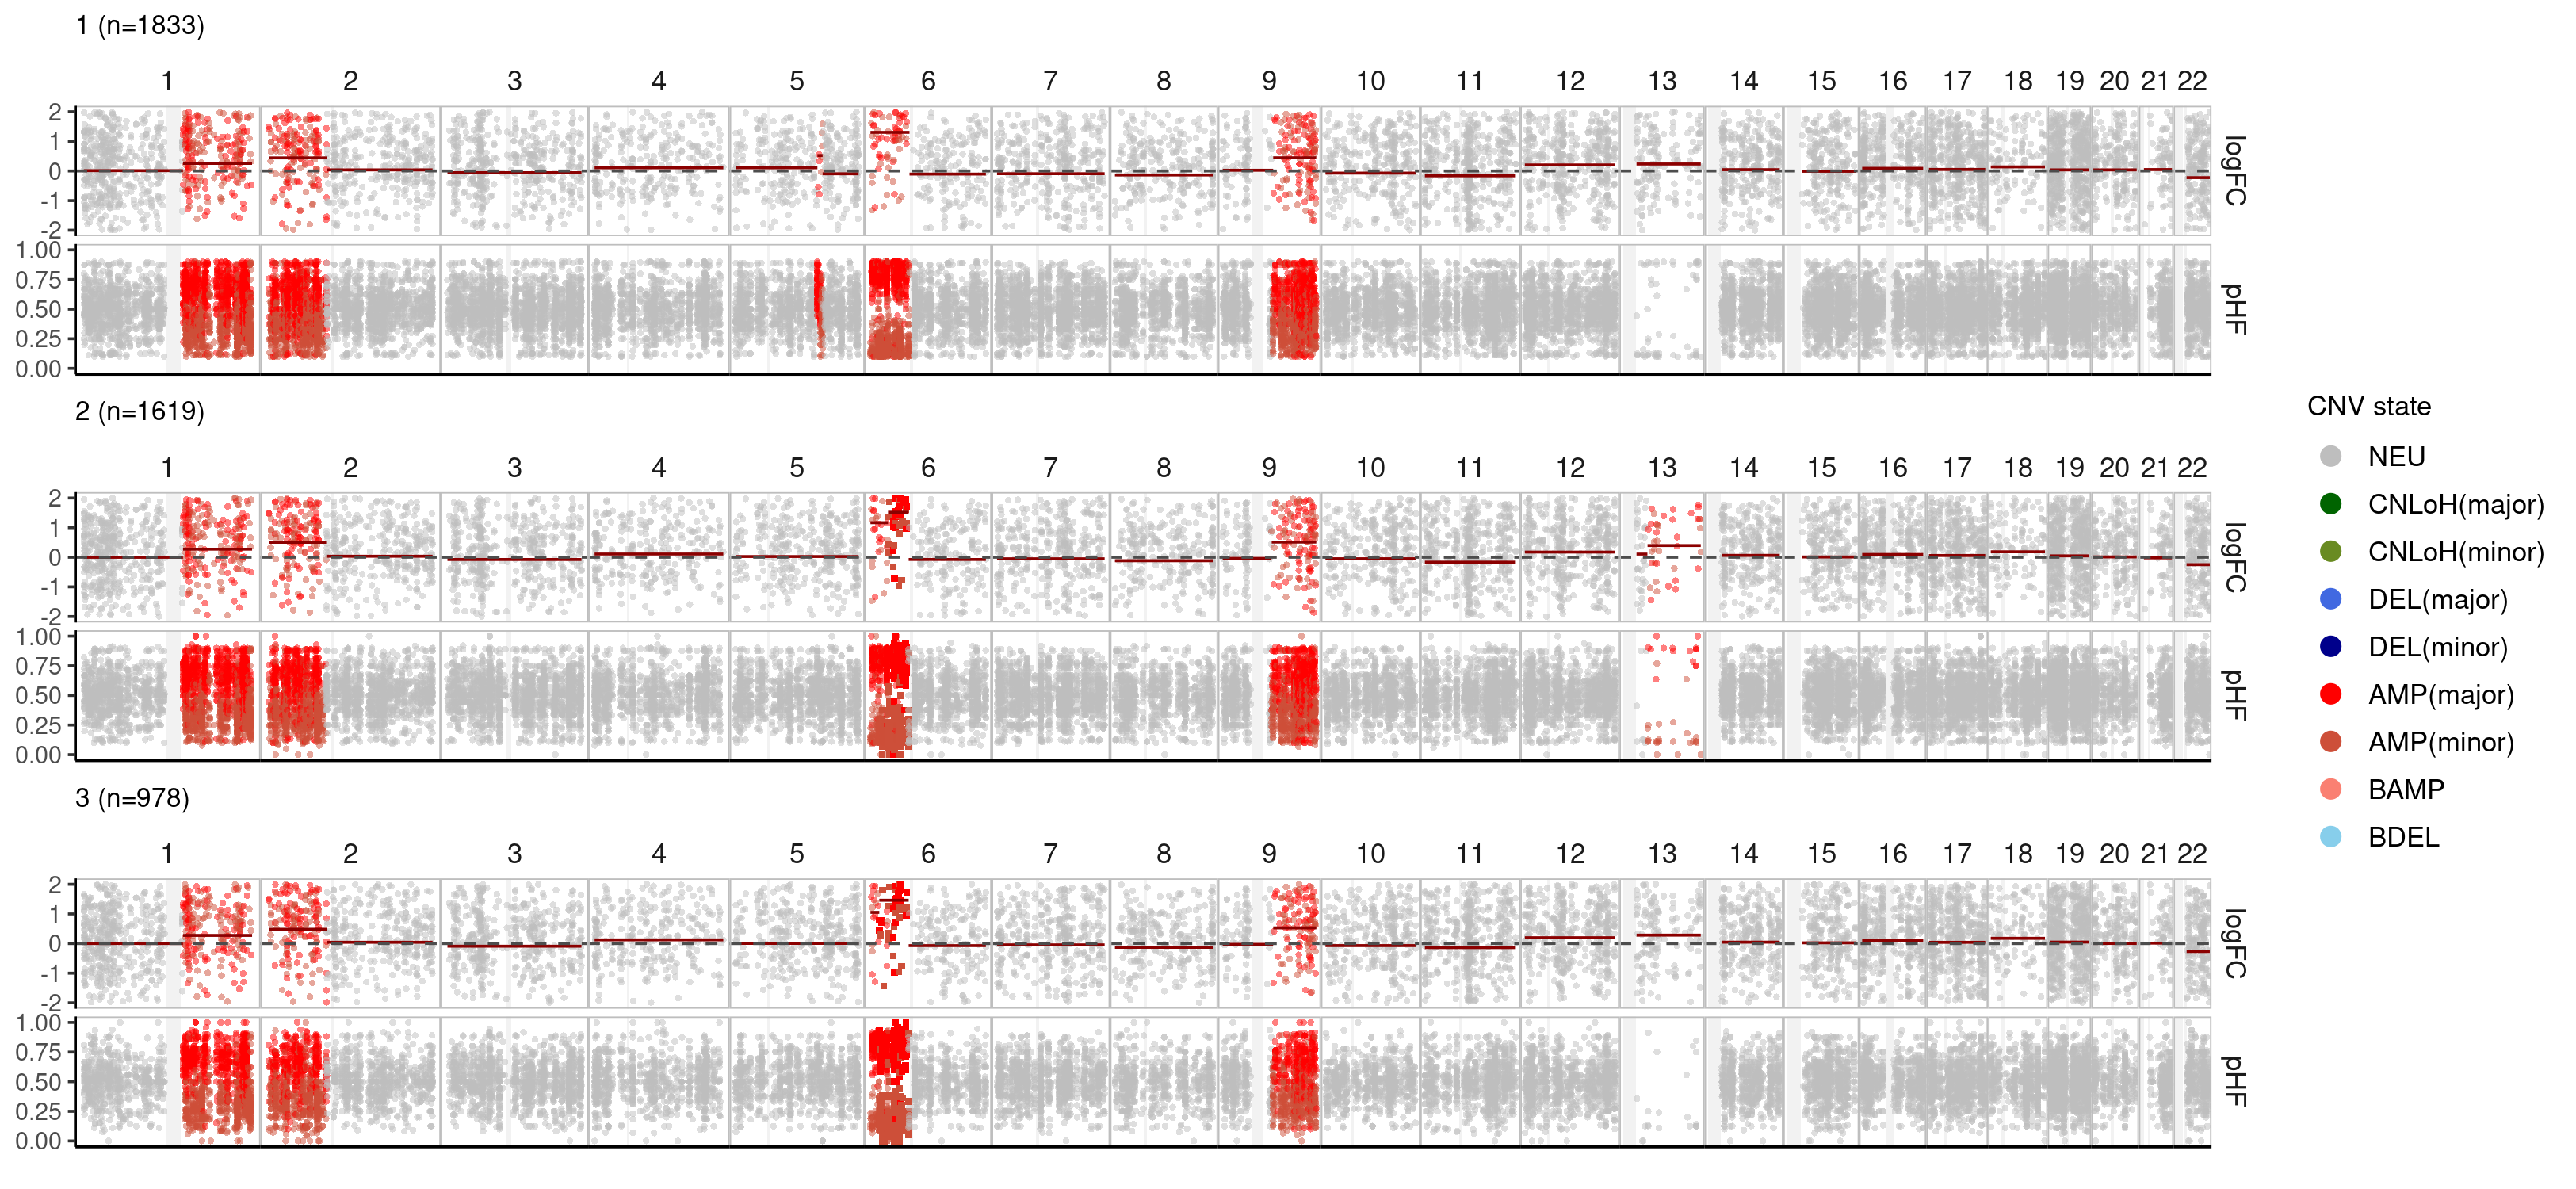 1 (n=1833)
1 2 3 4 5 6 7 8 9 10 11 12 13 14 15 16 17 18 19 20 21 22
2
1
0
-1
-2
logFC
1.00
0.75
0.50
0.25
0.00
pHF
2 (n=1619)
1 2 3 4 5 6 7 8 9 10 11 12 13 14 15 16 17 18 19 20 21 22
2
1
0
-1
-2
logFC
1.00
0.75
0.50
0.25
0.00
pHF
3 (n=978)
1 2 3 4 5 6 7 8 9 10 11 12 13 14 15 16 17 18 19 20 21 22
2
1
0
-1
-2
logFC
1.00
0.75
0.50
0.25
0.00
pHF
CNV state
NEU
CNLoH(major)
CNLoH(minor)
DEL(major)
DEL(minor)
AMP(major)
AMP(minor)
BAMP
BDEL